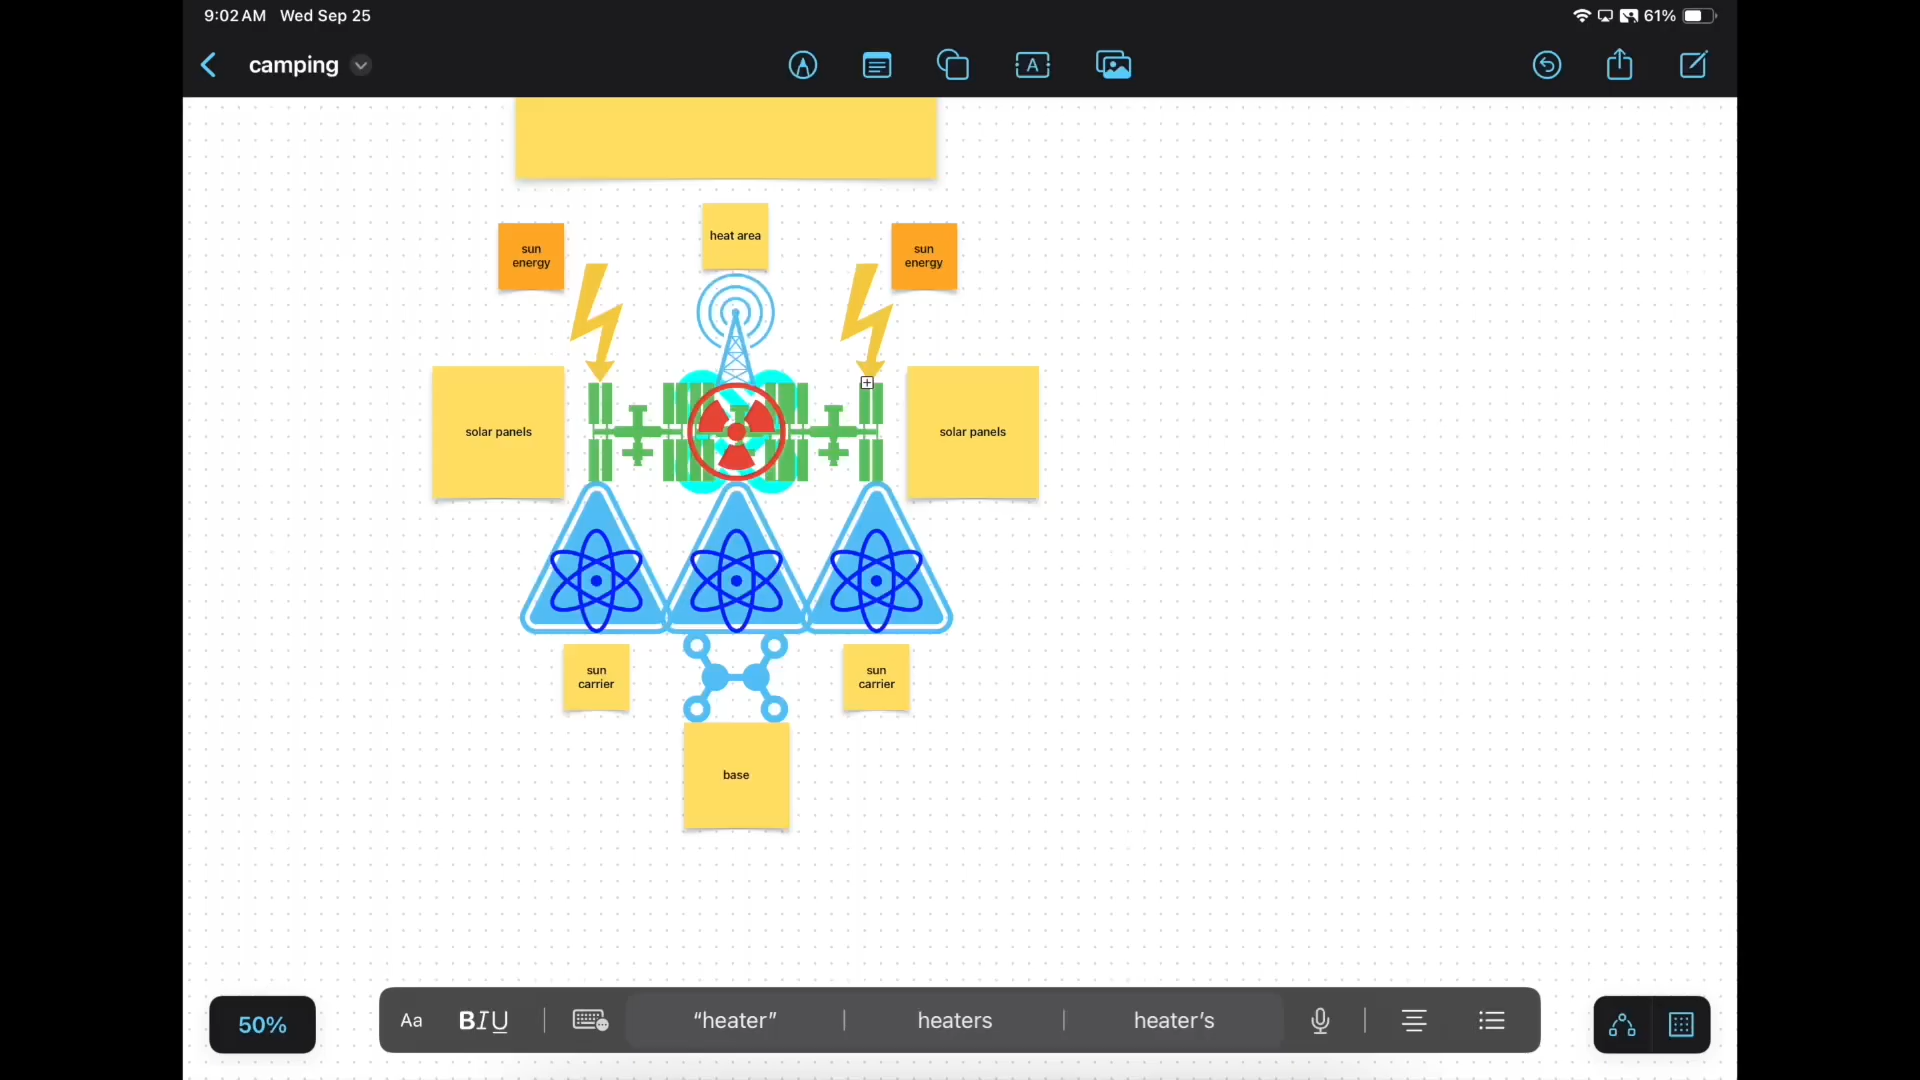 9:02 AM Wed Sep 25
61%
camping
A
heat area
sun
energy
sun
energy
solar panels
solar panels
sun
carrier
sun
carrier
base
50%
Aa
BIU
“heater”
heaters
heater’s